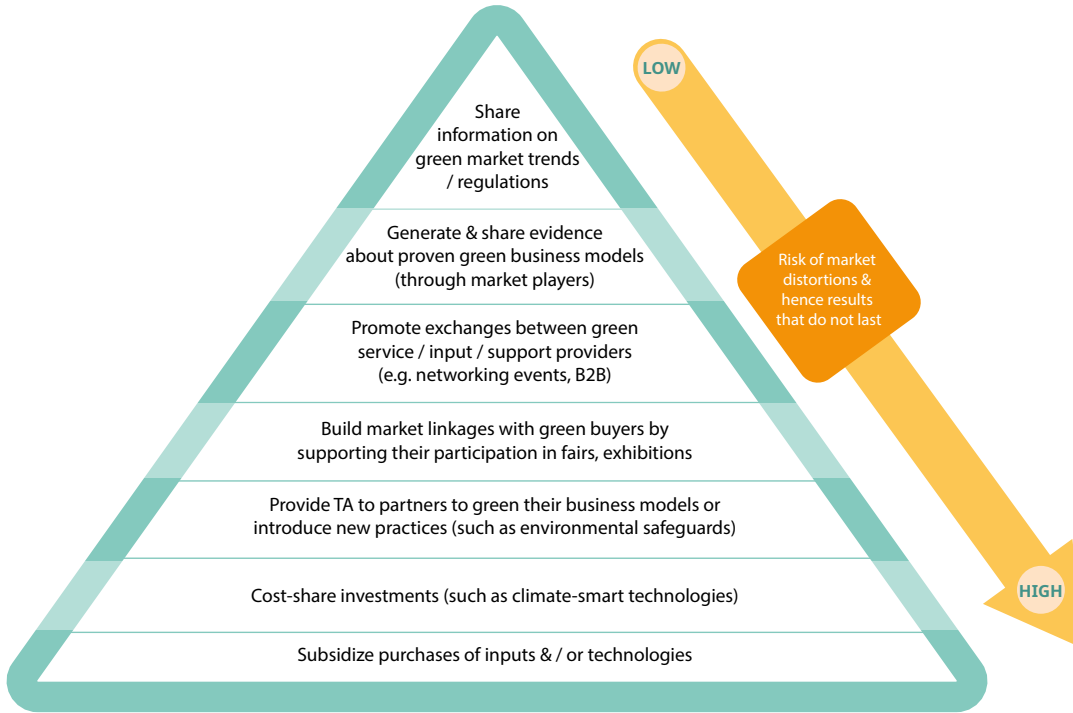 Share
information on
green market trends
/ regulations
Generate & share evidence
about proven green business models
(through market players)
Promote exchanges between green
service / input / support providers
(e.g. networking events, B2B)
Build market linkages with green buyers by
supporting their participation in fairs, exhibitions
Provide TA to partners to green their business models or
introduce new practices (such as environmental safeguards)
Cost-share investments (such as climate-smart technologies)
Subsidize purchases of inputs & / or technologies
LOW
Risk of market
distortions &
hence results
that do not last
HIGH